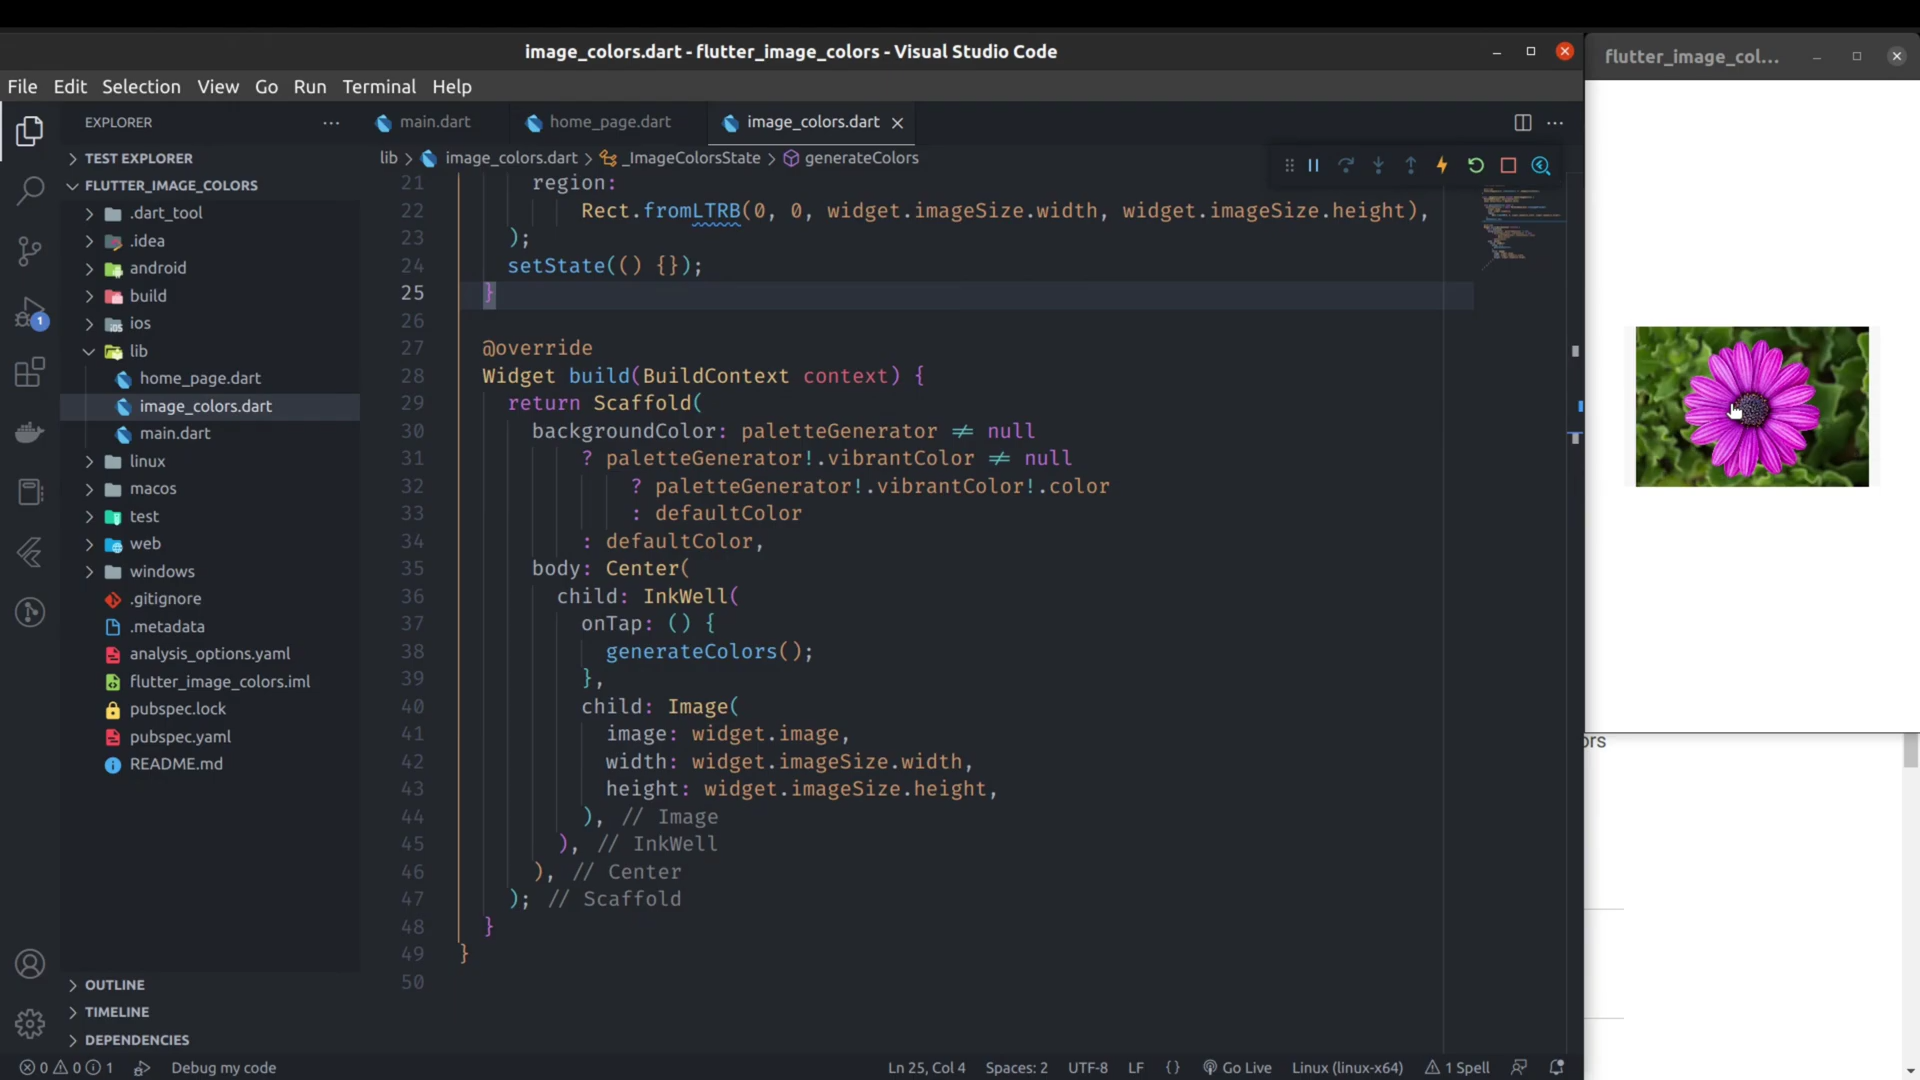 image_colors.dart - flutter_image_colors - Visual Studio Code
flutter_image_col...
File Edit Selection View Go Run Terminal Help
EXPLORER
main.dart
home_page.dart
image_colors.dart
TEST EXPLORER
lib > image_colors.dart > _ImageColorsState > generateColors
FLUTTER_IMAGE_COLORS
.dart_tool
.idea
android
build
ios
lib
home_page.dart
image_colors.dart
main.dart
linux
macos
test
web
windows
.gitignore
.metadata
analysis_options.yaml
flutter_image_colors.iml
pubspec.lock
pubspec.yaml
README.md
OUTLINE
TIMELINE
DEPENDENCIES
1
21 region:
22 Rect.fromLTRB(0, 0, widget.imageSize.width, widget.imageSize.height),
23 );
24 setState(() {});
25 }
26
27 @override
28 Widget build(BuildContext context) {
29 return Scaffold(
30 backgroundColor: paletteGenerator ≠ null
31 ? paletteGenerator!.vibrantColor ≠ null
32 ? paletteGenerator!.vibrantColor!.color
33 : defaultColor
34 : defaultColor,
35 body: Center(
36 child: InkWell(
37 onTap: () {
38 generateColors();
39 },
40 child: Image(
41 image: widget.image,
42 width: widget.imageSize.width,
43 height: widget.imageSize.height,
44 ), // Image
45 ), // InkWell
46 ), // Center
47 ); // Scaffold
48 }
49 }
50
ors
0 0 1 Debug my code
Ln 25, Col 4 Spaces: 2 UTF-8 LF {} Go Live Linux (linux-x64) 1 Spell